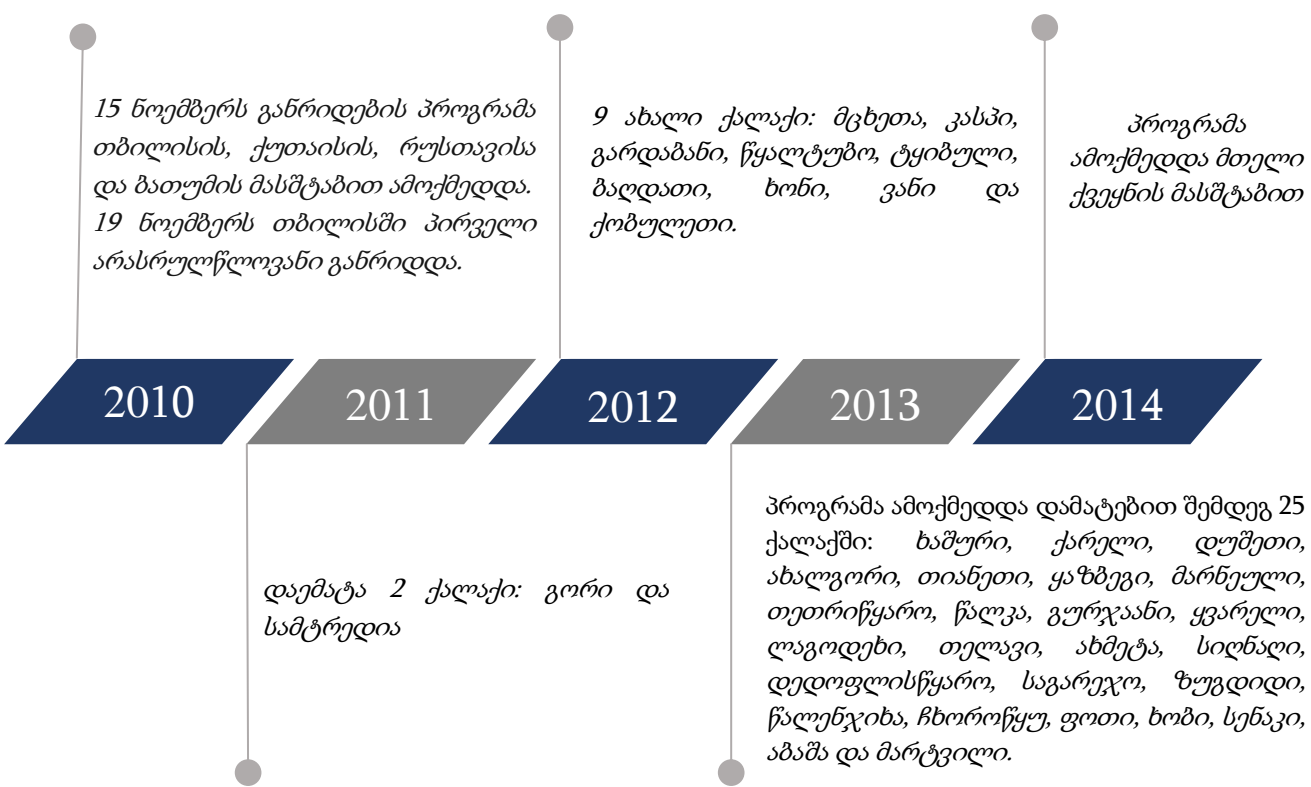 15 ნოემბერს განრიდების პროგრამა
თბილისის, ქუთაისის, რუსთავისა
და ბათუმის მასშტაბით ამოქმედდა.
19 ნოემბერს თბილისში პირველი
არასრულწლოვანი განრიდდა.
9 ახალი ქალაქი: მცხეთა, კასპი,
გარდაბანი, წყალტუბო, ტყიბული,
ბაღდათი, ხონი, ვანი და
ქობულეთი.
პროგრამა
ამოქმედდა მთელი
ქვეყნის მასშტაბით
2010
2011
2012
2013
2014
დაემატა 2 ქალაქი: გორი და
სამტრედია
პროგრამა ამოქმედდა დამატებით შემდეგ 25
ქალაქში: ხაშური, ქარელი, დუშეთი,
ახალგორი, თიანეთი, ყაზბეგი, მარნეული,
თეთრიწყარო, წალკა, გურჯაანი, ყვარელი,
ლაგოდეხი, თელავი, ახმეტა, სიღნაღი,
დედოფლისწყარო, საგარეჯო, ზუგდიდი,
წალენჯიხა, ჩხოროწყუ, ფოთი, ხობი, სენაკი,
აბაშა და მარტვილი.